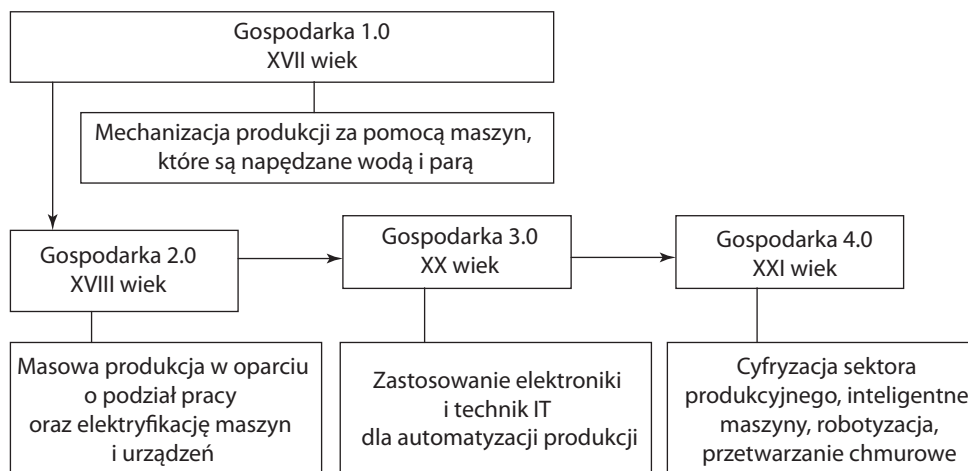 Gospodarka 1.0
XVII wiek
Mechanizacja produkcji za pomocą maszyn,
które są napędzane wodą i parą
Gospodarka 2.0
XVIII wiek
Gospodarka 3.0
XX wiek
Gospodarka 4.0
XXI wiek
Masowa produkcja w oparciu
o podział pracy
oraz elektryfikację maszyn
i urządzeń
Zastosowanie elektroniki
i technik IT
dla automatyzacji produkcji
Cyfryzacja sektora
produkcyjnego, inteligentne
maszyny, robotyzacja,
przetwarzanie chmurowe